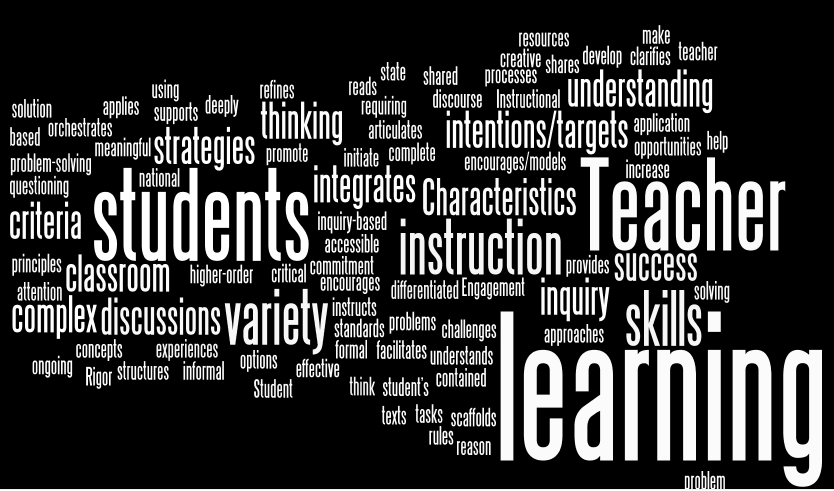 resources make
creative shares develop clarifies teacher
state shared processes
using refines reads discourse Instructional understanding
solution applies supports deeply thinking requiring
based orchestrates articulates intentions/targets application
problem-solving meaningful strategies promote initiate complete encourages/models opportunities help
questioning national integrates Characteristics increase
criteria students inquiry-based Teacher
accessible instruction
principles classroom higher-order critical commitment provides success
attention encourages differentiated Engagement inquiry solving
complex discussions variety instructs skills
standards problems challenges approaches
concepts experiences formal facilitates understands
ongoing Rigor structures informal options effective contained learning
Student think student's
texts tasks scaffolds
rules reason
problem